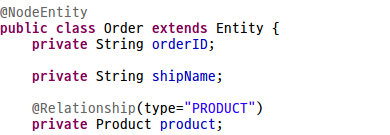 @NodeEntity
public class Order extends Entity {
private String orderID;
private String shipName;
@Relationship(type="PRODUCT")
private Product product;